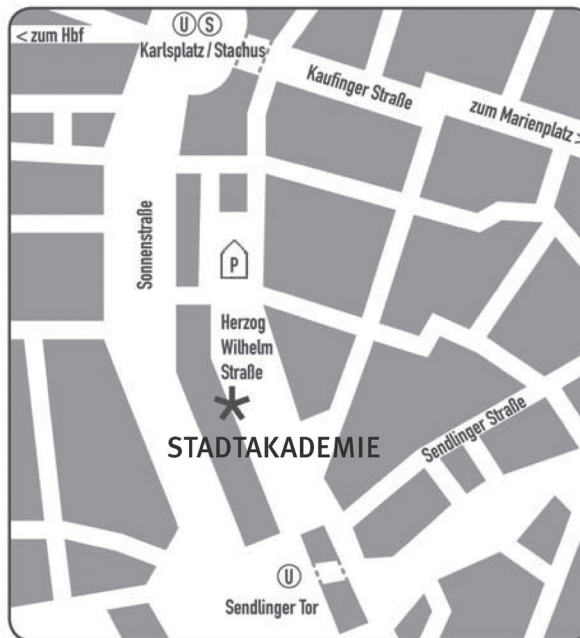 U S
< zum Hbf
Karlsplatz / Stachus
Kaufinger Straße
zum Marienplatz >
Sonnenstraße
P
Herzog
Wilhelm
Straße
STADTAKADEMIE
Sendlinger Straße
U
Sendlinger Tor